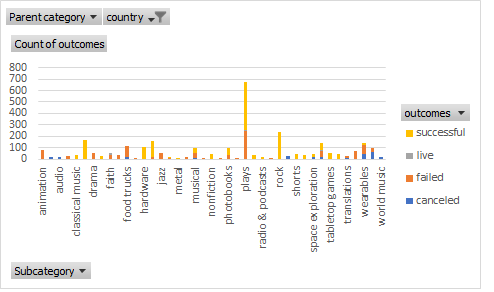 Parent category country
Count of outcomes
800
700
600
500
400
300
200
100
0
animation
audio
classical music
drama
faith
food trucks
hardware
jazz
metal
musical
nonfiction
photobooks
plays
radio & podcasts
rock
shorts
space exploration
tabletop games
translations
wearables
world music
outcomes
successful
live
failed
canceled
Subcategory